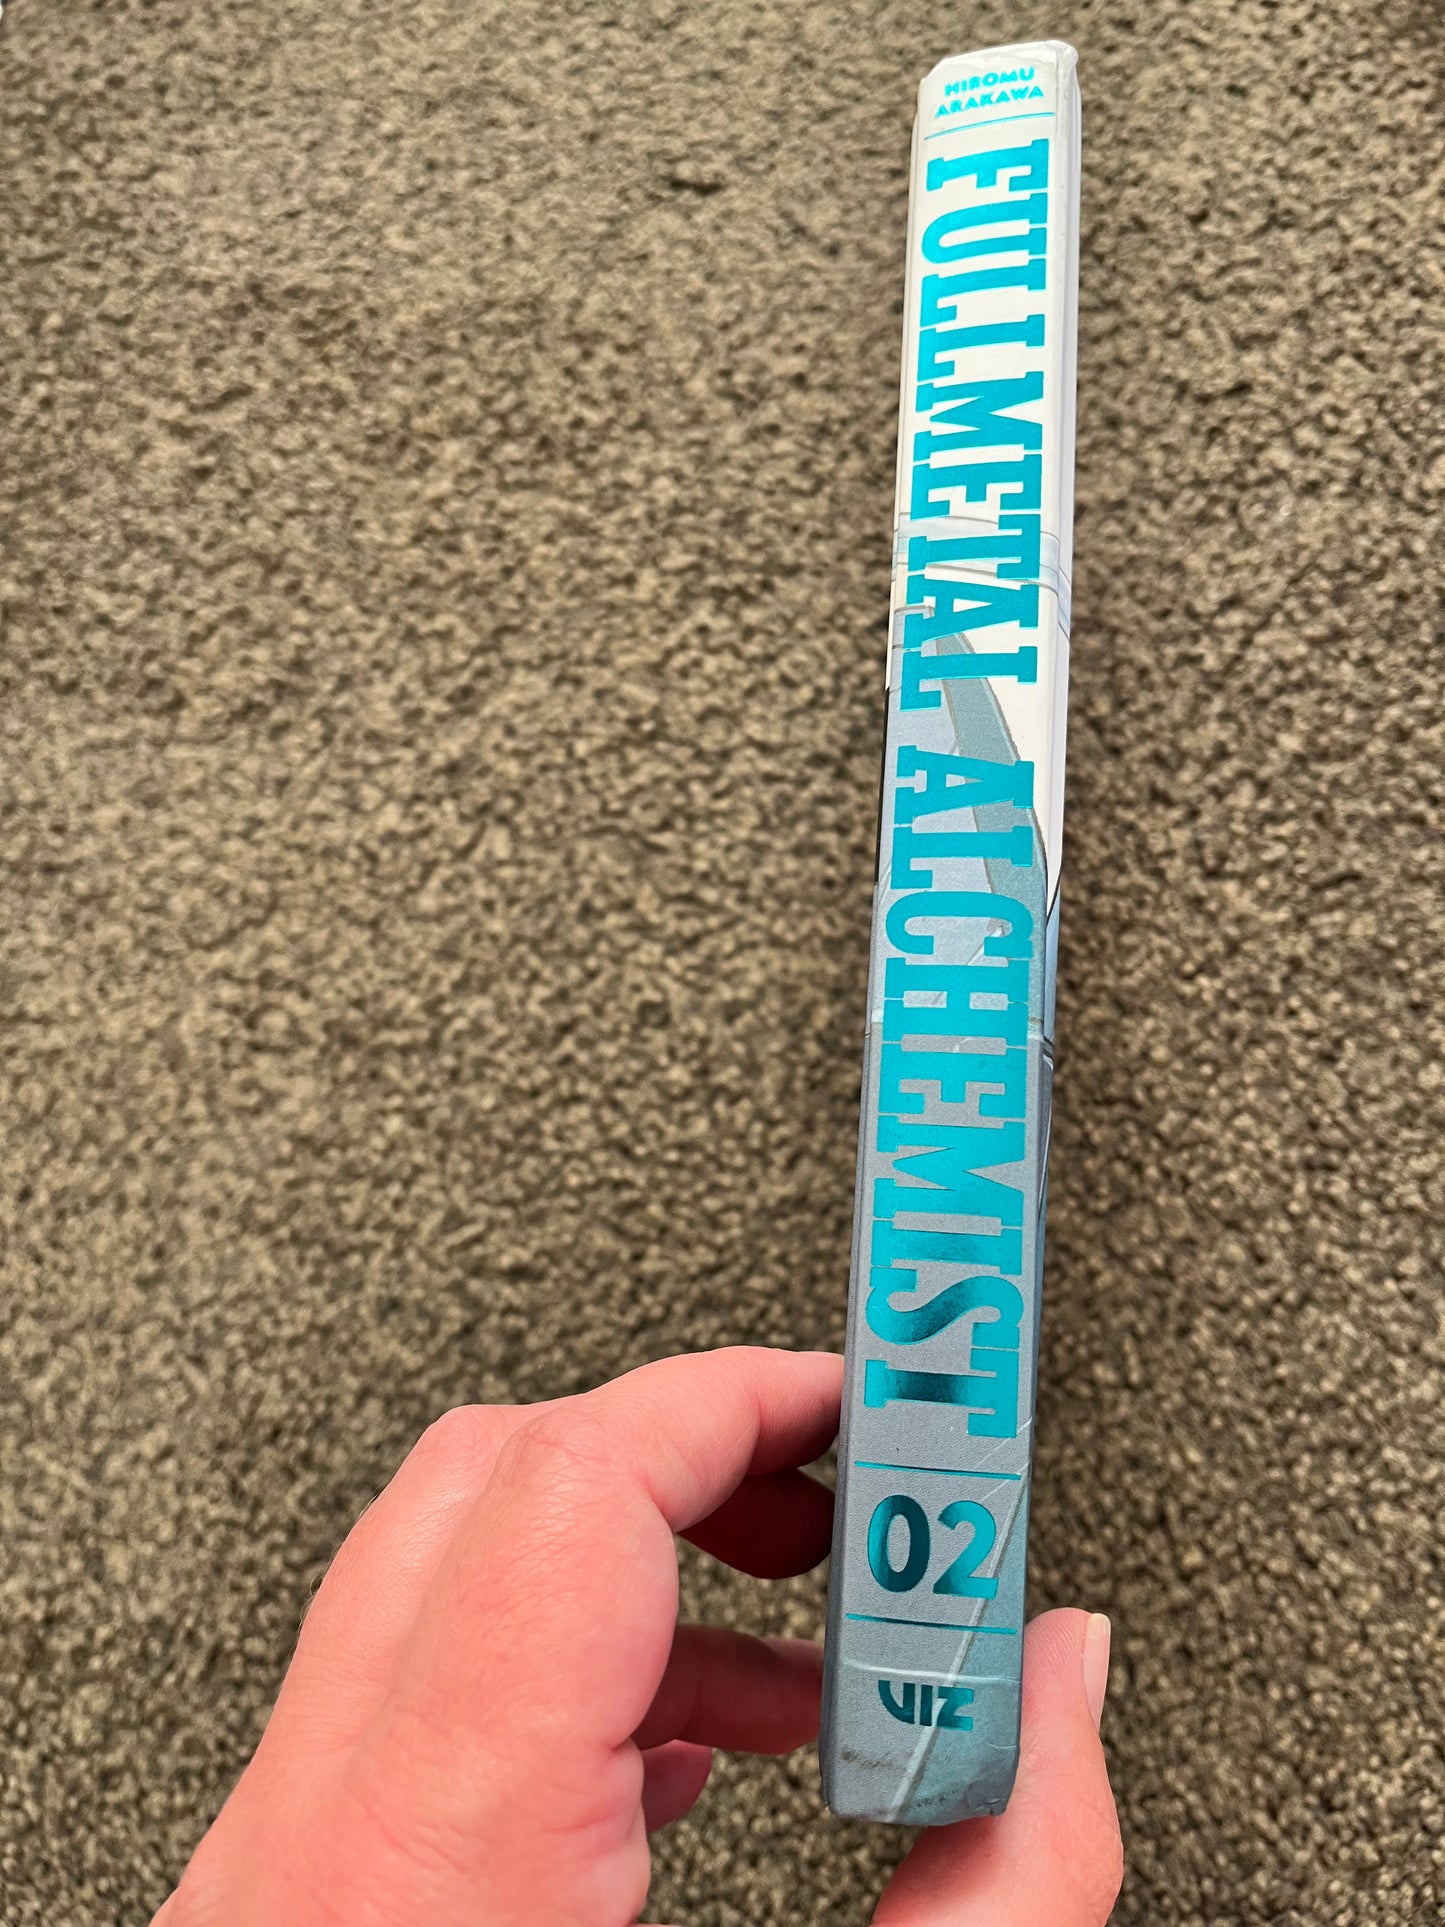 HIROMU
ARAKAWA
FULLMETAL ALCHEMIST
02
VIZ